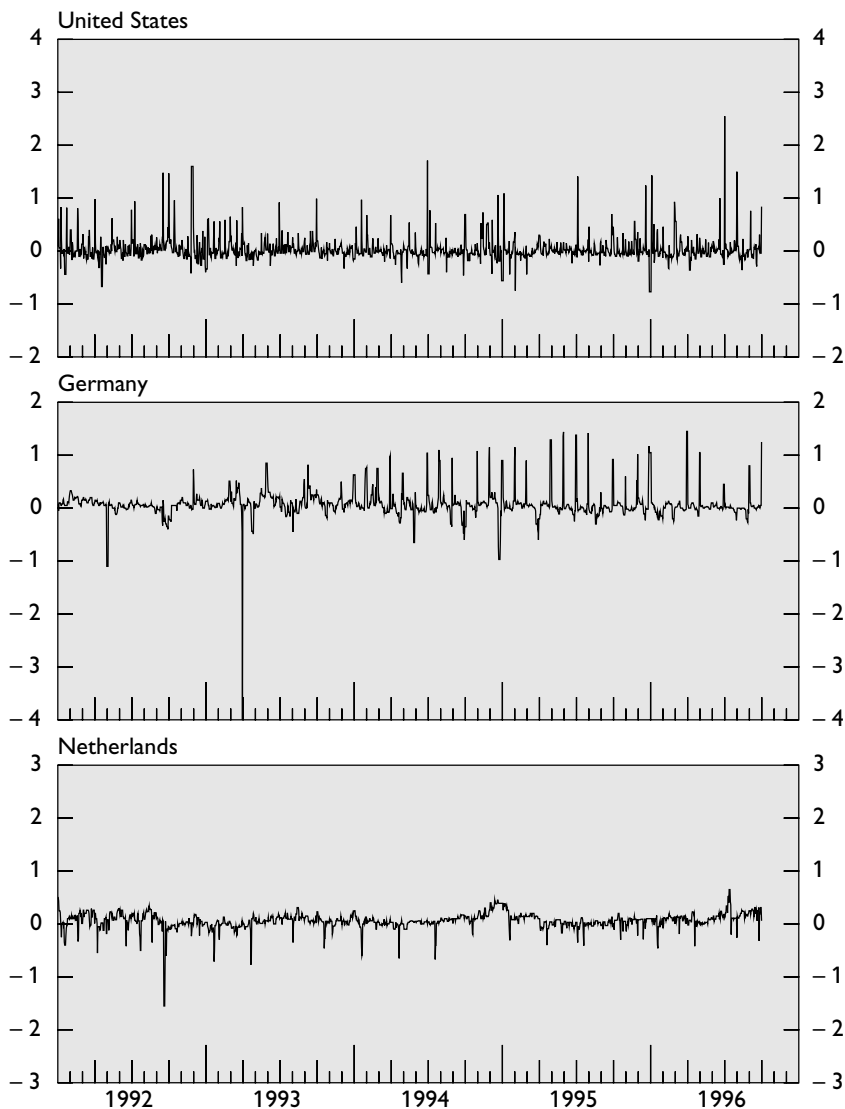 United States
4 4
3 3
2 2
1 1
0 0
– 1 – 1
– 2 – 2
Germany
2 2
1 1
0 0
– 1 – 1
– 2 – 2
– 3 – 3
– 4 – 4
Netherlands
3 3
2 2
1 1
0 0
– 1 – 1
– 2 – 2
– 3 – 3
1992 1993 1994 1995 1996